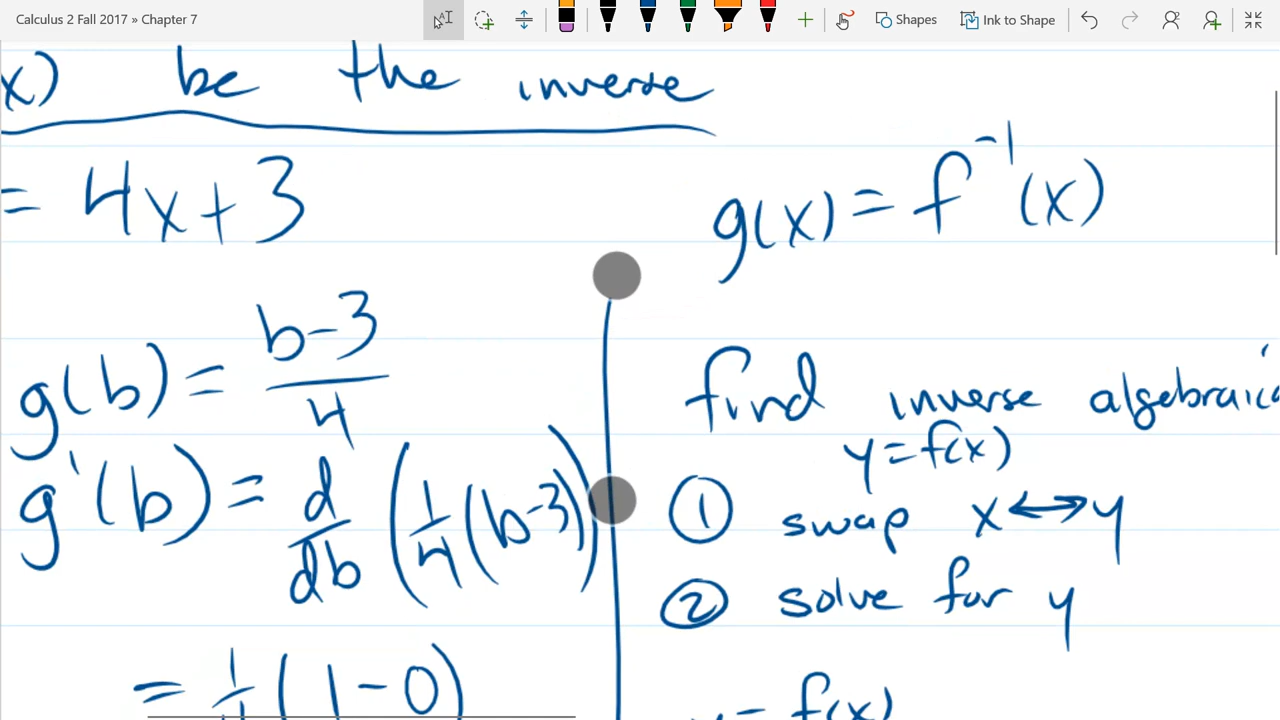 Calculus 2 Fall 2017 » Chapter 7
Shapes
Ink to Shape
x) be the inverse
= 4x+3
g(x) = f⁻¹(x)
g(b) = (b-3)/4
g'(b) = d/db (1/4 (b-3))
= 1/4 (1-0)
find inverse algebraic
y=f(x)
① swap x↔y
② solve for y
y = f(x)